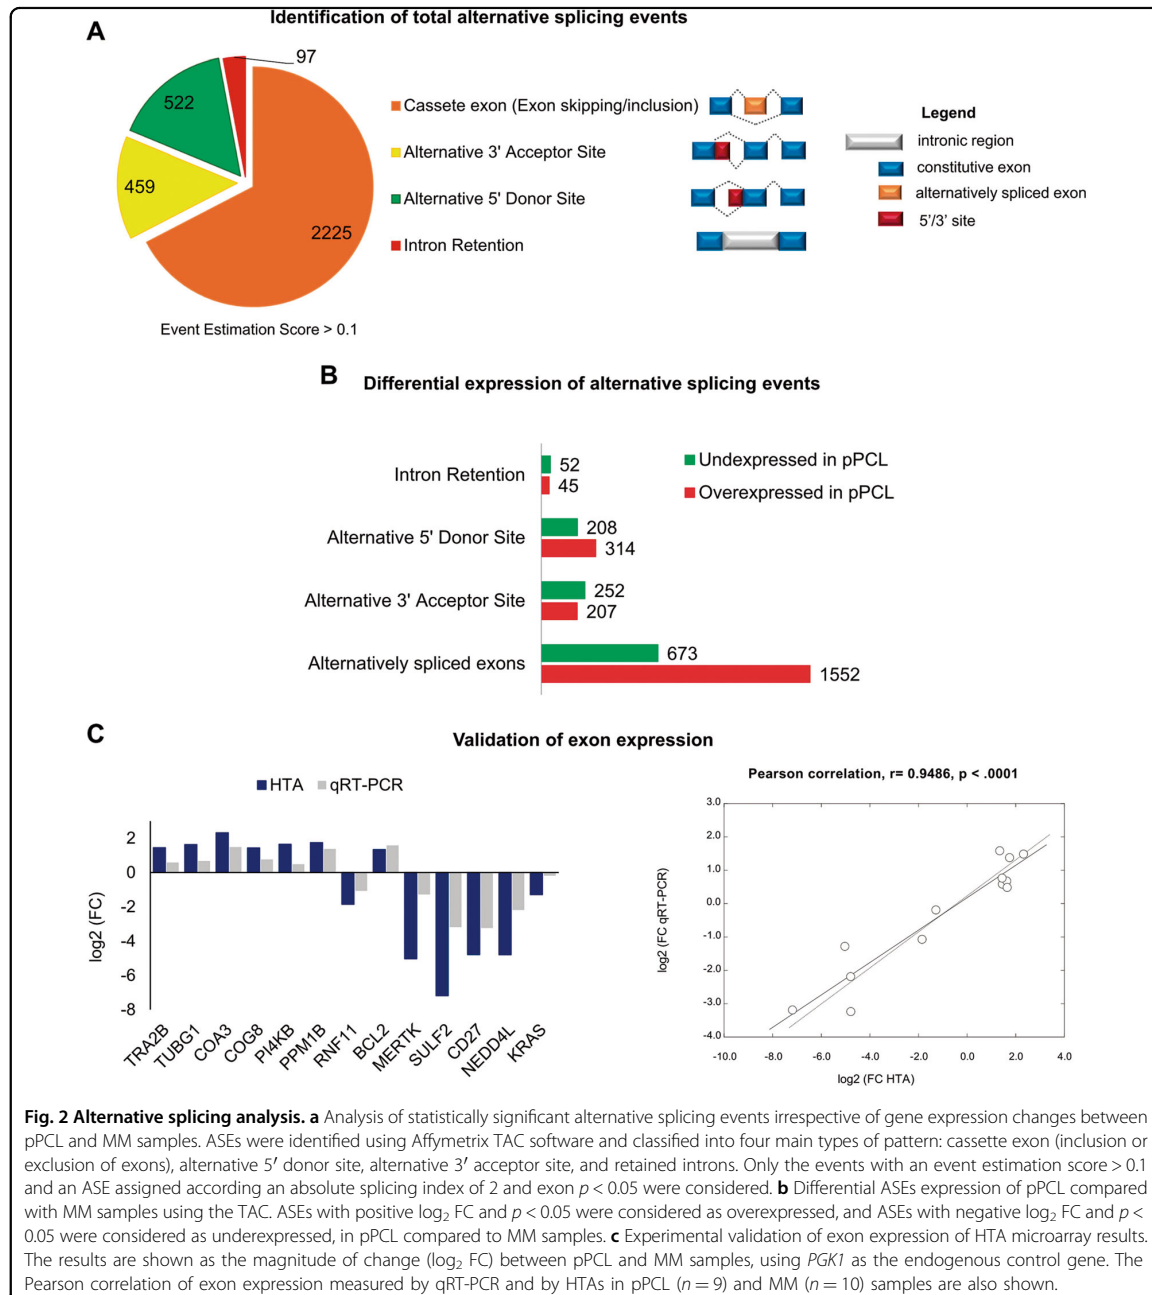 Identification of total alternative splicing events
A
97
522
459
2225
Cassete exon (Exon skipping/inclusion)
Alternative 3' Acceptor Site
Alternative 5' Donor Site
Intron Retention
Legend
intronic region
constitutive exon
alternatively spliced exon
5'/3' site
Event Estimation Score > 0.1
B
Differential expression of alternative splicing events
Undexpressed in pPCL
Overexpressed in pPCL
Intron Retention
52
45
Alternative 5' Donor Site
208
314
Alternative 3' Acceptor Site
252
207
Alternatively spliced exons
673
1552
C
Validation of exon expression
HTA
qRT-PCR
log2 (FC)
2
0
-2
-4
-6
-8
TRA2B
TUBG1
COA3
COG8
PI4KB
PPM1B
RNF11
BCL2
MERTK
SULF2
CD27
NEDD4L
KRAS
Pearson correlation, r= 0.9486, p < .0001
log2 (FC qRT-PCR)
3.0
2.0
1.0
0.0
-1.0
-2.0
-3.0
-4.0
-10.0
-8.0
-6.0
-4.0
-2.0
0.0
2.0
4.0
log2 (FC HTA)
Fig. 2 Alternative splicing analysis. a Analysis of statistically significant alternative splicing events irrespective of gene expression changes between
pPCL and MM samples. ASEs were identified using Affymetrix TAC software and classified into four main types of pattern: cassette exon (inclusion or
exclusion of exons), alternative 5′ donor site, alternative 3′ acceptor site, and retained introns. Only the events with an event estimation score > 0.1
and an ASE assigned according an absolute splicing index of 2 and exon p < 0.05 were considered. b Differential ASEs expression of pPCL compared
with MM samples using the TAC. ASEs with positive log₂ FC and p < 0.05 were considered as overexpressed, and ASEs with negative log₂ FC and p <
0.05 were considered as underexpressed, in pPCL compared to MM samples. c Experimental validation of exon expression of HTA microarray results.
The results are shown as the magnitude of change (log₂ FC) between pPCL and MM samples, using PGK1 as the endogenous control gene. The
Pearson correlation of exon expression measured by qRT-PCR and by HTAs in pPCL (n = 9) and MM (n = 10) samples are also shown.